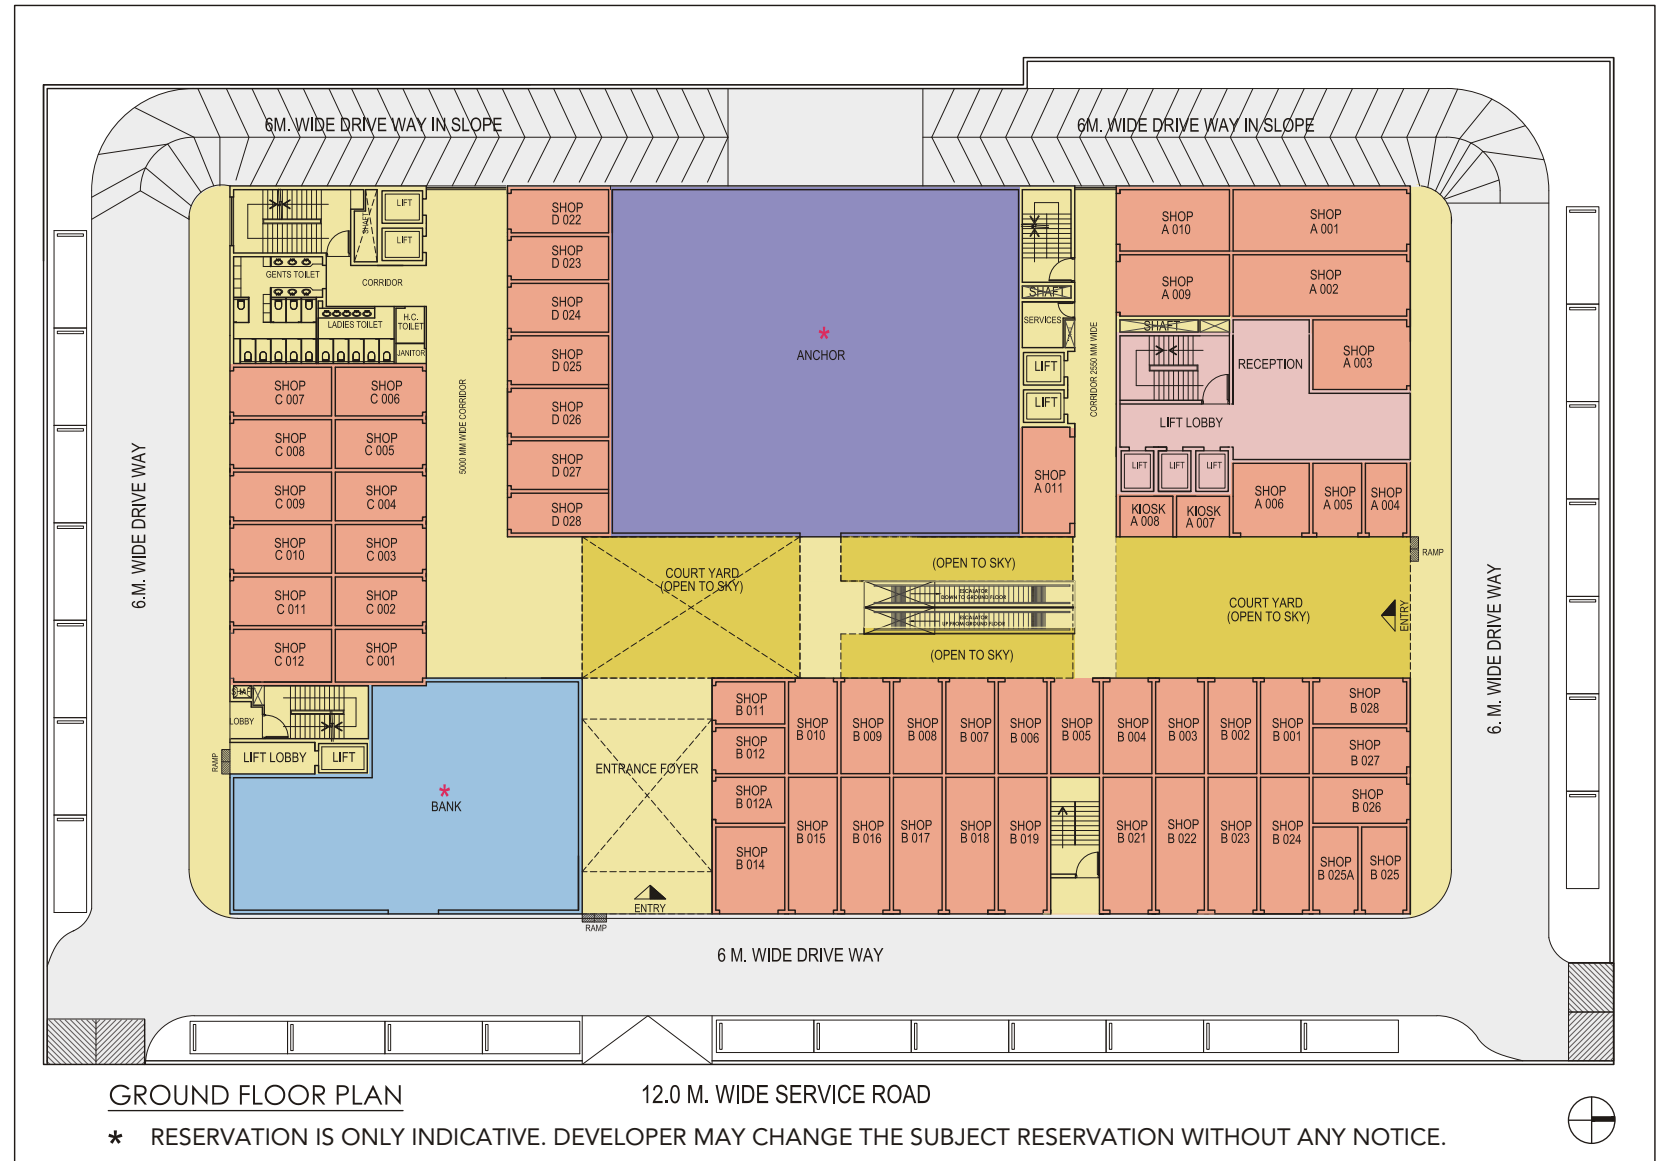 6M. WIDE DRIVE WAY IN SLOPE
6M. WIDE DRIVE WAY IN SLOPE
LIFT
SHAFT
LIFT
GENTS TOILET
CORRIDOR
LADIES TOILET
H.C.
TOILET
JANITOR
SHOP
D 022
SHOP
D 023
SHOP
D 024
SHOP
D 025
SHOP
D 026
SHOP
D 027
SHOP
D 028
*
ANCHOR
SHAFT
SERVICES
LIFT
LIFT
SHOP
A 011
CORRIDOR 2550 MM WIDE
SHOP
A 010
SHOP
A 001
SHOP
A 009
SHOP
A 002
SHAFT
RECEPTION
SHOP
A 003
LIFT LOBBY
LIFT
LIFT
LIFT
KIOSK
A 008
KIOSK
A 007
SHOP
A 006
SHOP
A 005
SHOP
A 004
RAMP
SHOP
C 007
SHOP
C 006
SHOP
C 008
SHOP
C 005
SHOP
C 009
SHOP
C 004
SHOP
C 010
SHOP
C 003
SHOP
C 011
SHOP
C 002
SHOP
C 012
SHOP
C 001
5000 MM WIDE CORRIDOR
6.M. WIDE DRIVE WAY
6. M. WIDE DRIVE WAY
COURT YARD
(OPEN TO SKY)
(OPEN TO SKY)
ESCALATOR
DOWN TO GROUND FLOOR
ESCALATOR
UP FROM GROUND FLOOR
(OPEN TO SKY)
COURT YARD
(OPEN TO SKY)
ENTRY
SHAFT
LOBBY
LIFT LOBBY
LIFT
RAMP
*
BANK
ENTRANCE FOYER
ENTRY
RAMP
SHOP
B 011
SHOP
B 012
SHOP
B 012A
SHOP
B 014
SHOP
B 010
SHOP
B 009
SHOP
B 008
SHOP
B 007
SHOP
B 006
SHOP
B 005
SHOP
B 004
SHOP
B 003
SHOP
B 002
SHOP
B 001
SHOP
B 028
SHOP
B 027
SHOP
B 026
SHOP
B 015
SHOP
B 016
SHOP
B 017
SHOP
B 018
SHOP
B 019
SHOP
B 021
SHOP
B 022
SHOP
B 023
SHOP
B 024
SHOP
B 025A
SHOP
B 025
6 M. WIDE DRIVE WAY
GROUND FLOOR PLAN
12.0 M. WIDE SERVICE ROAD
* RESERVATION IS ONLY INDICATIVE. DEVELOPER MAY CHANGE THE SUBJECT RESERVATION WITHOUT ANY NOTICE.